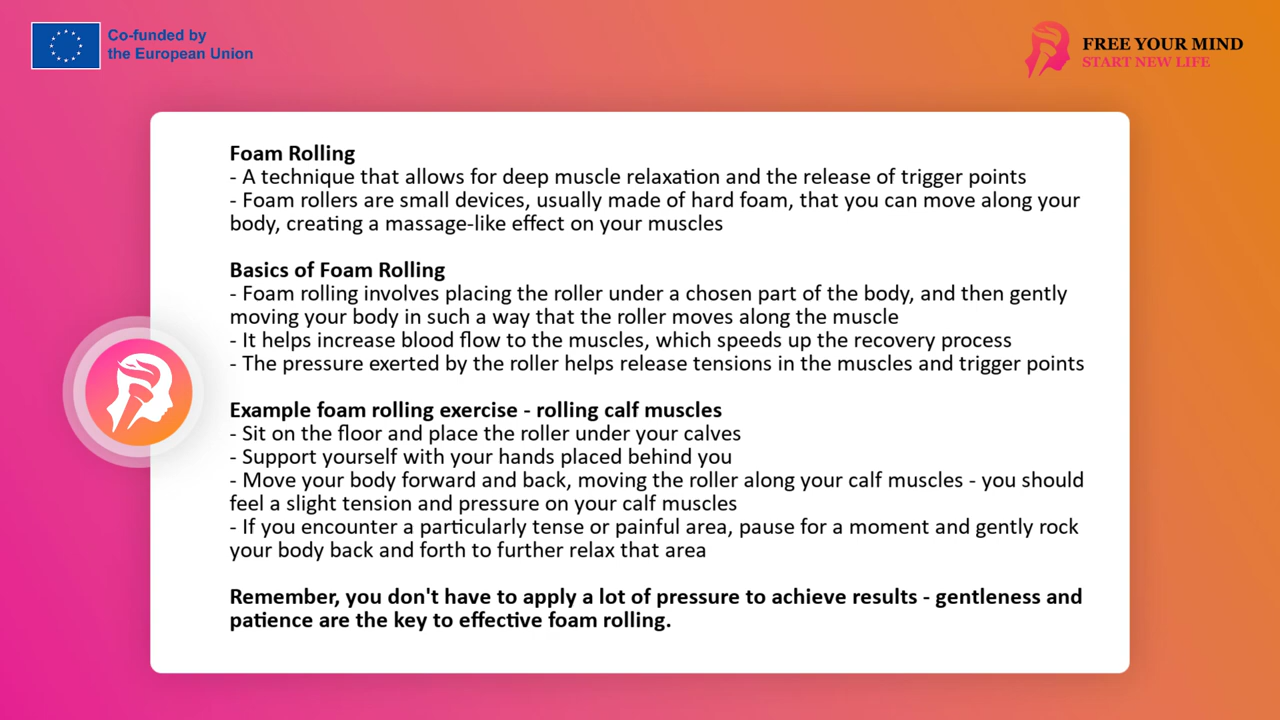 Co-funded by
the European Union
FREE YOUR MIND
START NEW LIFE
Foam Rolling
- A technique that allows for deep muscle relaxation and the release of trigger points
- Foam rollers are small devices, usually made of hard foam, that you can move along your
body, creating a massage-like effect on your muscles
Basics of Foam Rolling
- Foam rolling involves placing the roller under a chosen part of the body, and then gently
moving your body in such a way that the roller moves along the muscle
- It helps increase blood flow to the muscles, which speeds up the recovery process
- The pressure exerted by the roller helps release tensions in the muscles and trigger points
Example foam rolling exercise - rolling calf muscles
- Sit on the floor and place the roller under your calves
- Support yourself with your hands placed behind you
- Move your body forward and back, moving the roller along your calf muscles - you should
feel a slight tension and pressure on your calf muscles
- If you encounter a particularly tense or painful area, pause for a moment and gently rock
your body back and forth to further relax that area
Remember, you don't have to apply a lot of pressure to achieve results - gentleness and
patience are the key to effective foam rolling.